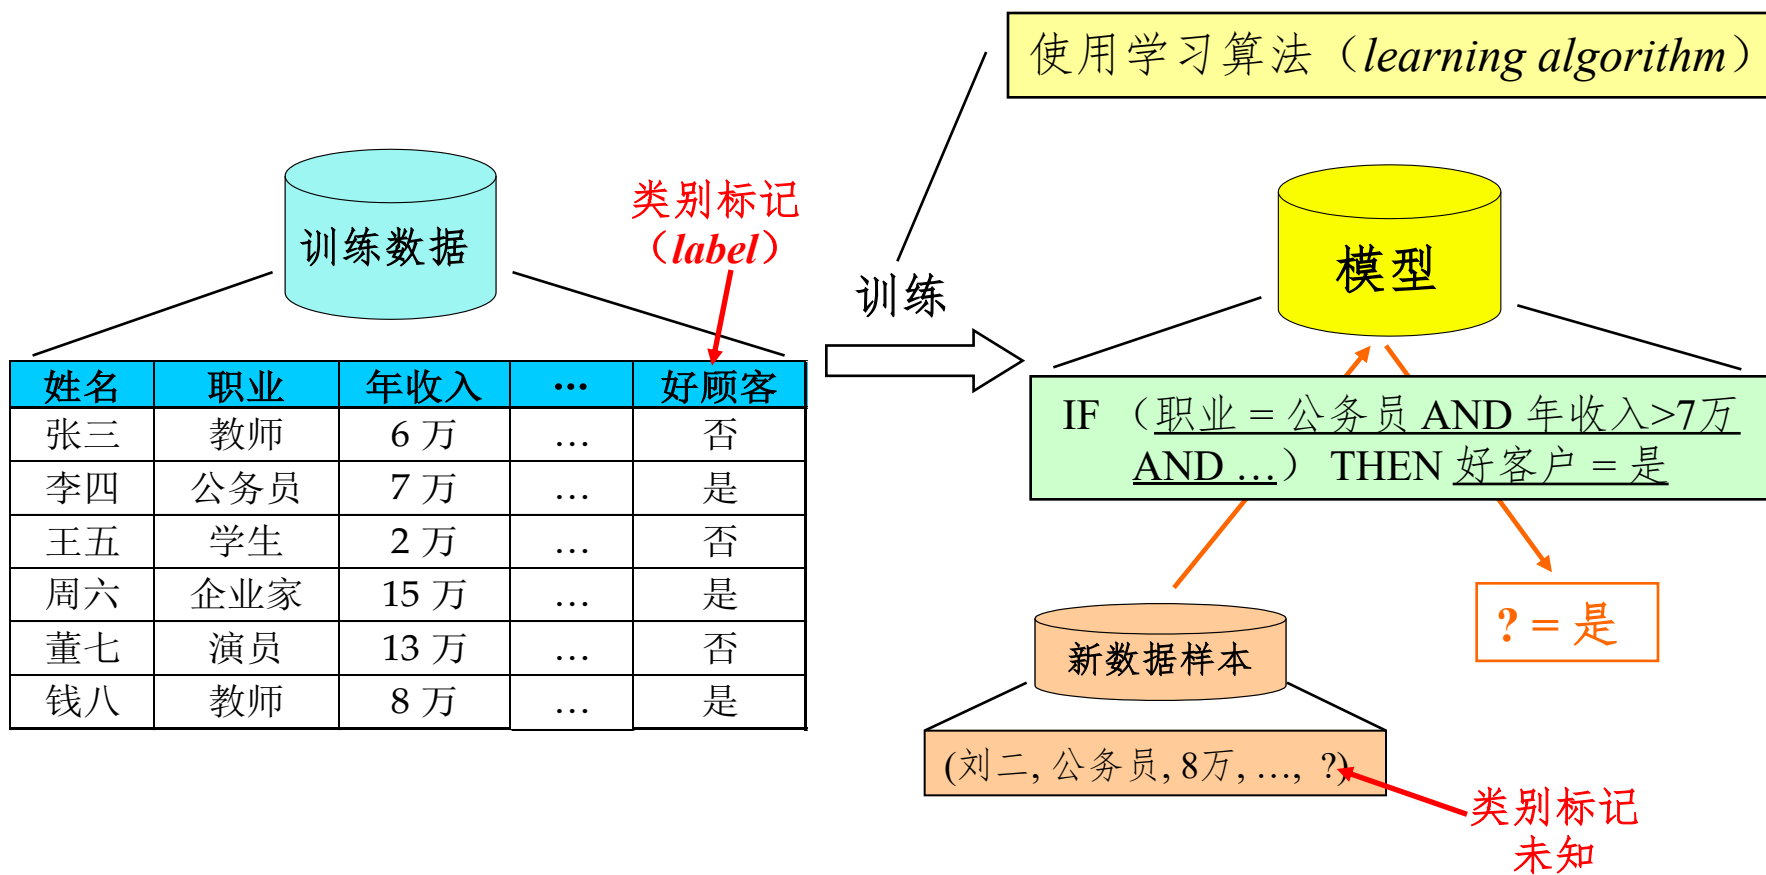 使用学习算法（learning algorithm）
训练数据
类别标记
（label）
训练
模型
姓名 职业 年收入 … 好顾客
张三 教师 6 万 … 否
李四 公务员 7 万 … 是
王五 学生 2 万 … 否
周六 企业家 15 万 … 是
董七 演员 13 万 … 否
钱八 教师 8 万 … 是
IF （职业 = 公务员 AND 年收入>7万
AND …） THEN 好客户 = 是
? = 是
新数据样本
(刘二, 公务员, 8万, …, ?)
类别标记
未知